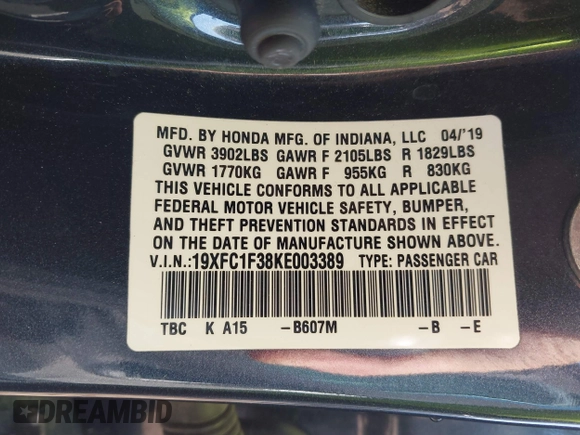 MFD. BY HONDA MFG. OF INDIANA, LLC 04/'19
GVWR 3902LBS GAWR F 2105LBS R 1829LBS
GVWR 1770KG GAWR F 955KG R 830KG
THIS VEHICLE CONFORMS TO ALL APPLICABLE
FEDERAL MOTOR VEHICLE SAFETY, BUMPER,
AND THEFT PREVENTION STANDARDS IN EFFECT
ON THE DATE OF MANUFACTURE SHOWN ABOVE.
V.I.N.:19XFC1F38KE003389 TYPE: PASSENGER CAR
TBC K A15 –B607M –B –E
DREAMBID